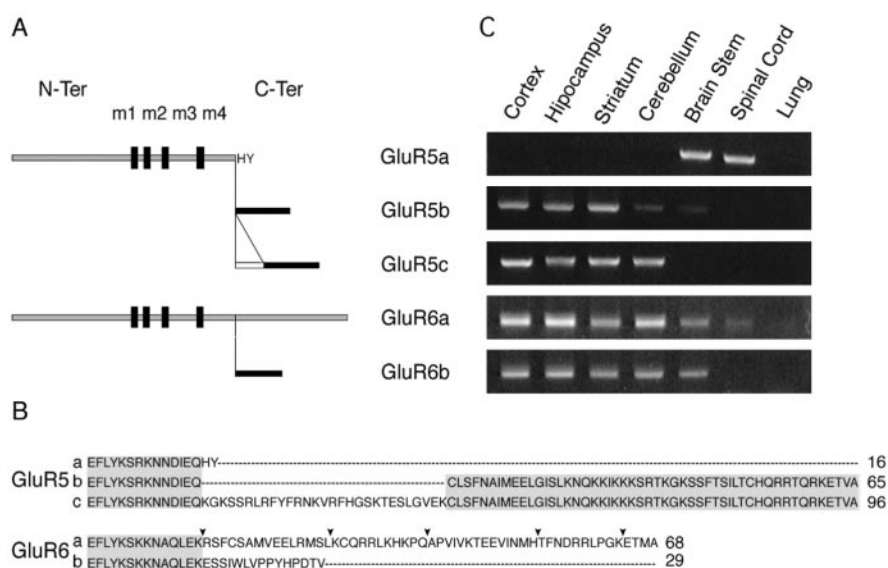 A
N-Ter
C-Ter
m1 m2 m3 m4
HY
GluR5a
GluR5b
GluR5c
GluR6a
GluR6b
C
Cortex
Hipocampus
Striatum
Cerebellum
Brain Stem
Spinal Cord
Lung
B
GluR5
a EFLYKSRKNNDIEQHY-------------------- 16
b EFLYKSRKNNDIEQ--------------------CLSFNAIMEELGISLKNQKKIKKKSRTKGKSSFTSILTCHQRRTQRKETVA 65
c EFLYKSRKNNDIEQKGKSSRLRFYFRNKVRFHGSKTESLGVEKCLSFNAIMEELGISLKNQKKIKKKSRTKGKSSFTSILTCHQRRTQRKETVA 96
GluR6
a EFLYKSKKNAQLEKRSFCSAMVEELRMSLKCQRRLKHKPQAPVIVKTEEVINMHTFNDRRLPGKETMA 68
b EFLYKSKKNAQLEKESSIWLVPPYHPDTV-------------------- 29